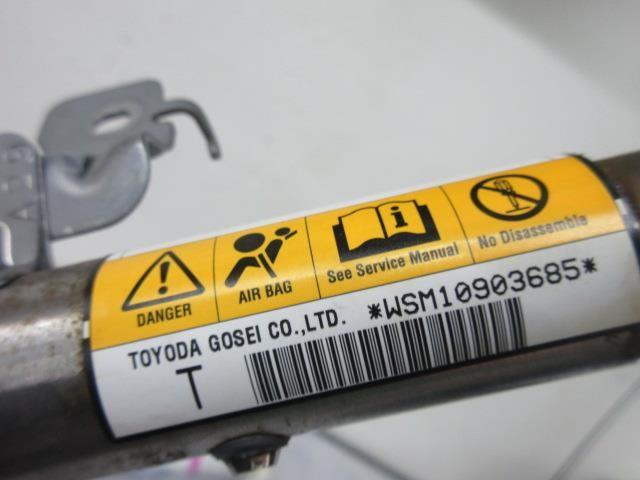 DANGER
AIR BAG
See Service Manual
No Disassemble
TOYODA GOSEI CO.,LTD.
*WSM10903685*
T